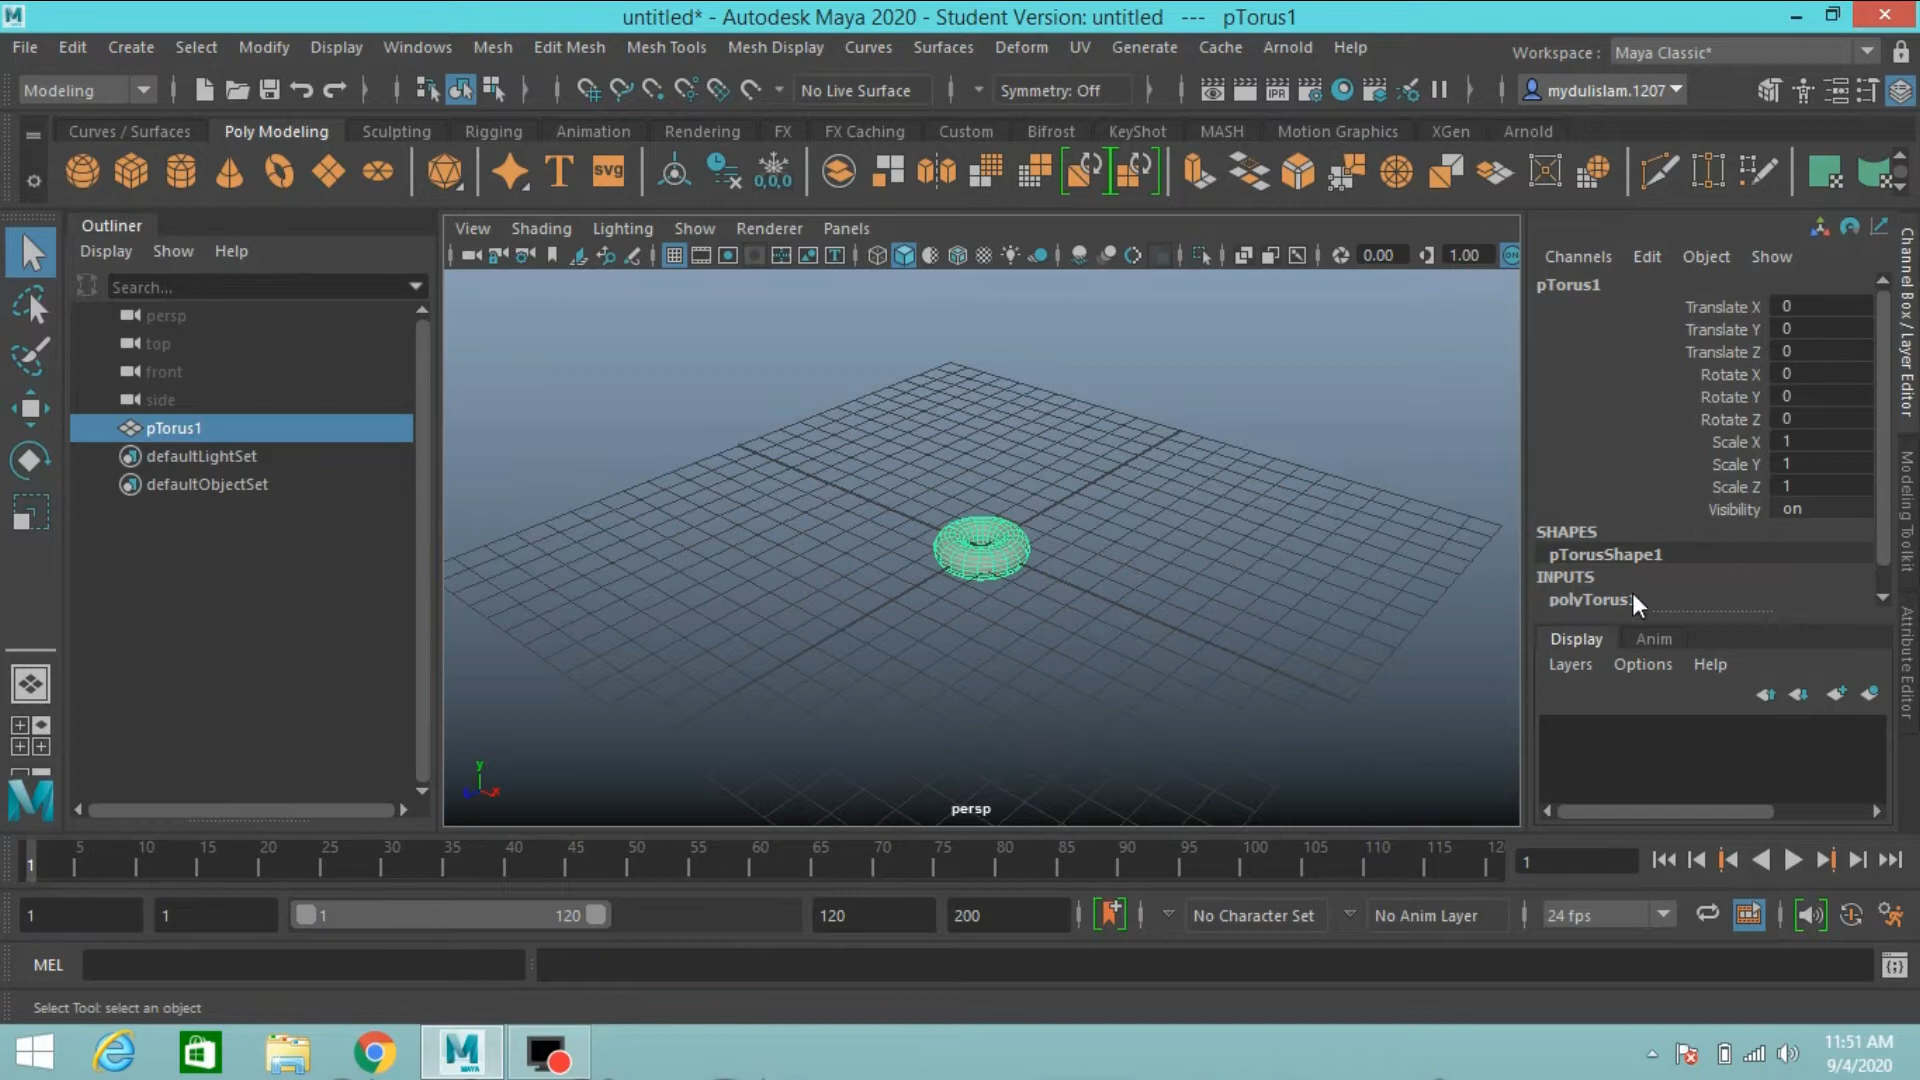 untitled* - Autodesk Maya 2020 - Student Version: untitled --- pTorus1
File Edit Create Select Modify Display Windows Mesh Edit Mesh Mesh Tools Mesh Display Curves Surfaces Deform UV Generate Cache Arnold Help
Workspace : Maya Classic*
Modeling
No Live Surface
Symmetry: Off
IPR
mydulislam.1207
Curves / Surfaces Poly Modeling Sculpting Rigging Animation Rendering FX FX Caching Custom Bifrost KeyShot MASH Motion Graphics XGen Arnold
T
svg
0,0,0
Outliner
Display Show Help
Search...
persp
top
front
side
pTorus1
defaultLightSet
defaultObjectSet
View Shading Lighting Show Renderer Panels
0.00
1.00
ON
y
x
persp
Channels Edit Object Show
pTorus1
Translate X 0
Translate Y 0
Translate Z 0
Rotate X 0
Rotate Y 0
Rotate Z 0
Scale X 1
Scale Y 1
Scale Z 1
Visibility on
SHAPES
pTorusShape1
INPUTS
polyTorus1
Display Anim
Layers Options Help
Channel Box / Layer Editor
Modeling Toolkit
Attribute Editor
1 5 10 15 20 25 30 35 40 45 50 55 60 65 70 75 80 85 90 95 100 105 110 115 12
1
1 1 1 120 120 200
No Character Set
No Anim Layer
24 fps
MEL
Select Tool: select an object
MAYA
11:51 AM
9/4/2020